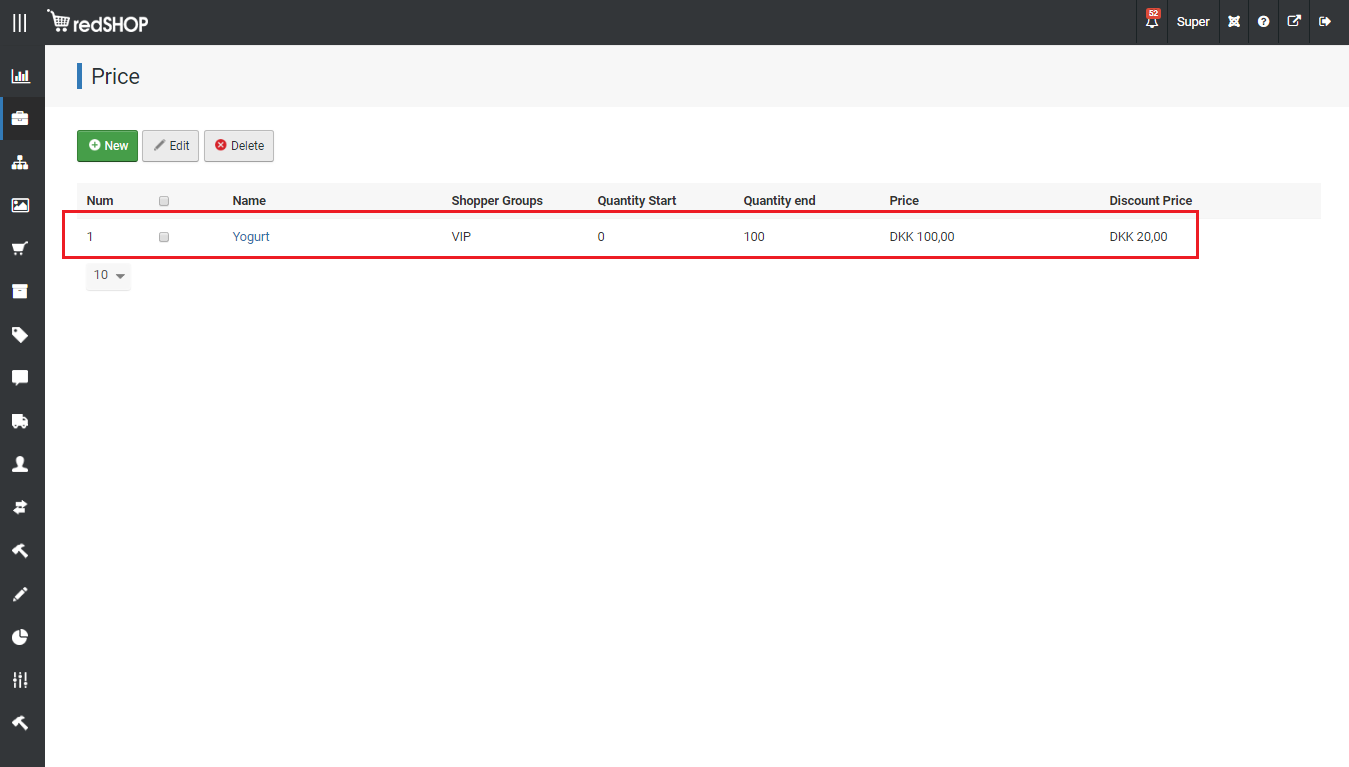 redSHOP
52
Super
Price
New Edit Delete
Num Name Shopper Groups Quantity Start Quantity end Price Discount Price
1 Yogurt VIP 0 100 DKK 100,00 DKK 20,00
10